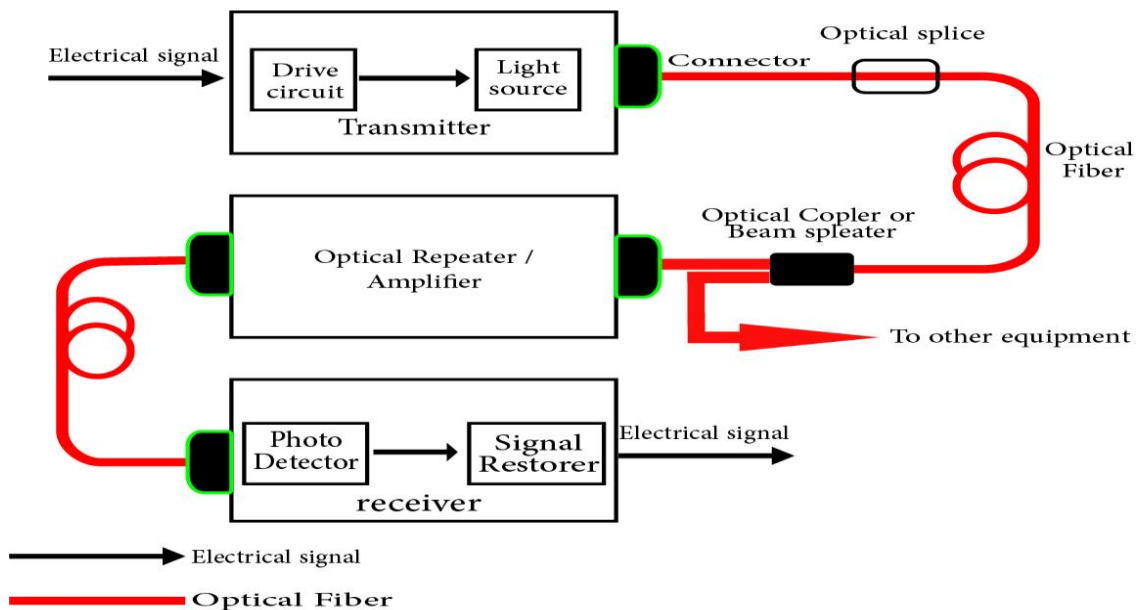 Electrical signal
Drive
circuit
Light
source
Transmitter
Connector
Optical splice
Optical
Fiber
Optical Copler or
Beam spleater
Optical Repeater /
Amplifier
To other equipment
Photo
Detector
Signal
Restorer
receiver
Electrical signal
Electrical signal
Optical Fiber